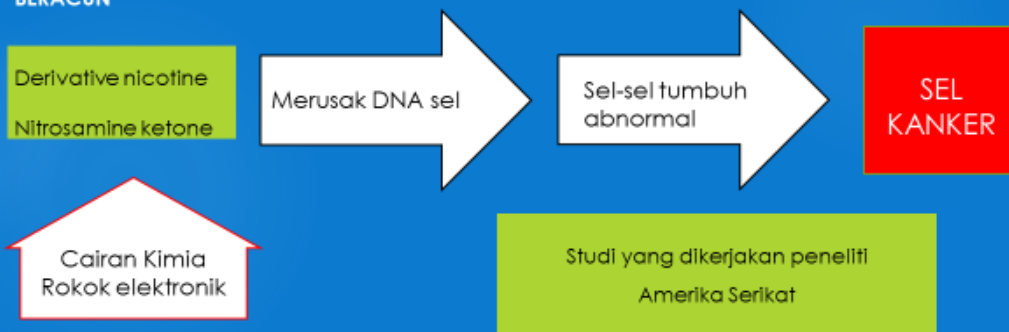 BERACUN
Derivative nicotine
Nitrosamine ketone
Merusak DNA sel
Sel-sel tumbuh
abnormal
SEL
KANKER
Cairan Kimia
Rokok elektronik
Studi yang dikerjakan peneliti
Amerika Serikat